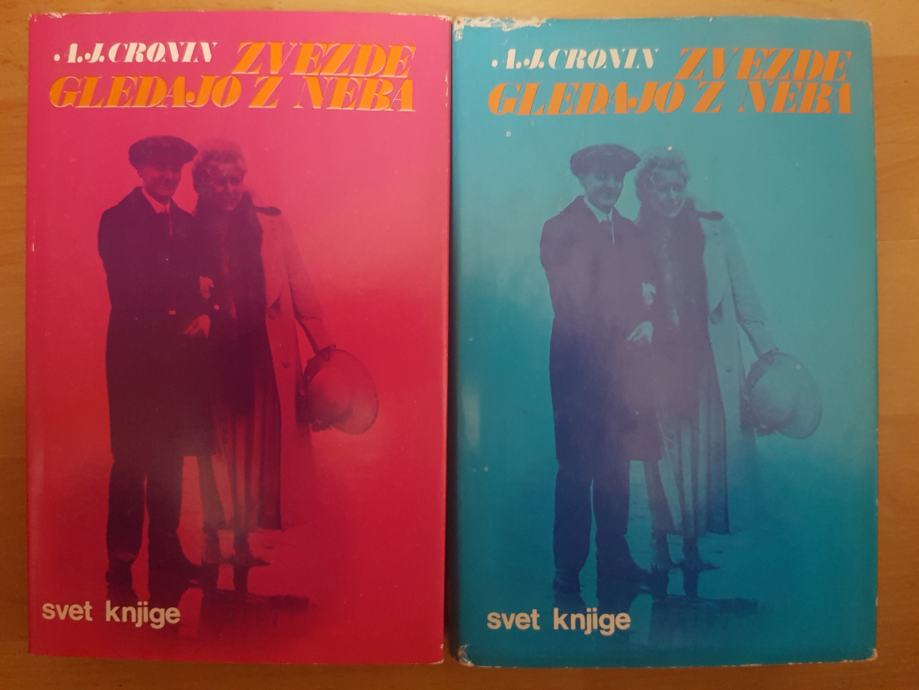 A.J.CRONIN ZVEZDE
GLEDAJO Z NEBA
svet knjige
A.J.CRONIN ZVEZDE
GLEDAJO Z NEBA
svet knjige